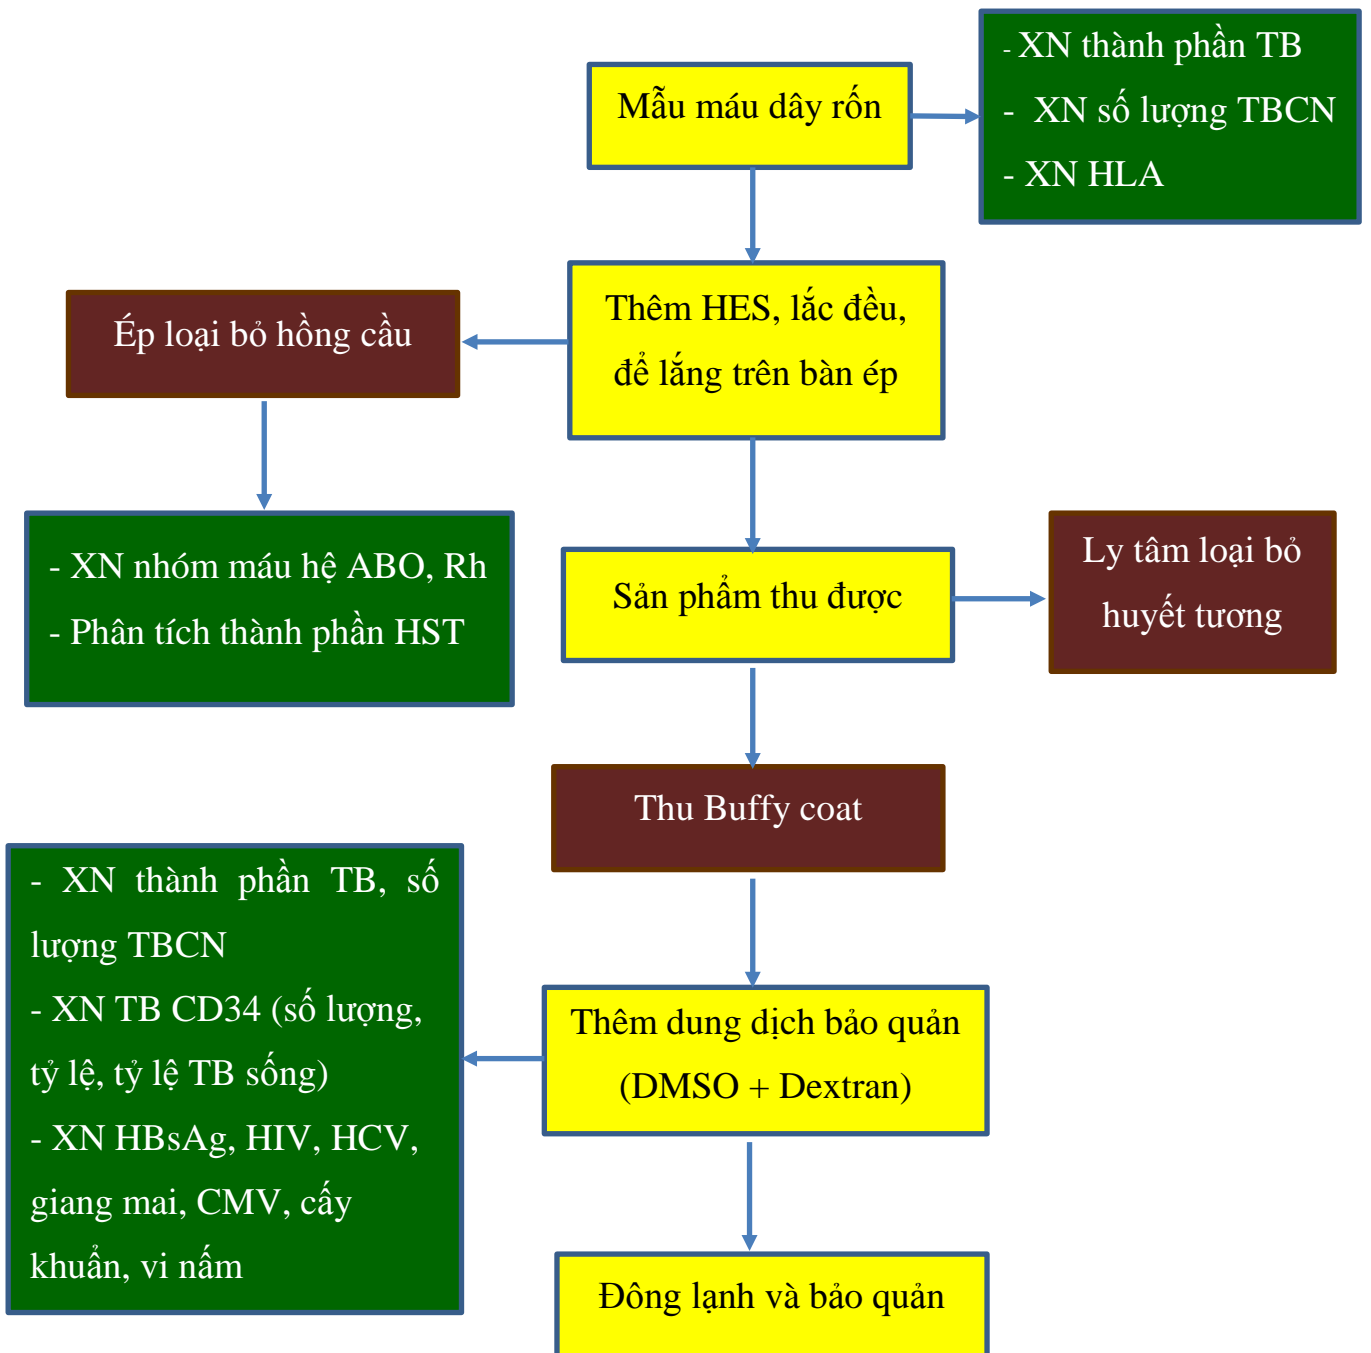 Mẫu máu dây rốn
- XN thành phần TB
- XN số lượng TBCN
- XN HLA
Thêm HES, lắc đều,
để lắng trên bàn ép
Ép loại bỏ hồng cầu
- XN nhóm máu hệ ABO, Rh
- Phân tích thành phần HST
Sản phẩm thu được
Ly tâm loại bỏ
huyết tương
Thu Buffy coat
Thêm dung dịch bảo quản
(DMSO + Dextran)
- XN thành phần TB, số
lượng TBCN
- XN TB CD34 (số lượng,
tỷ lệ, tỷ lệ TB sống)
- XN HBsAg, HIV, HCV,
giang mai, CMV, cấy
khuẩn, vi nấm
Đông lạnh và bảo quản